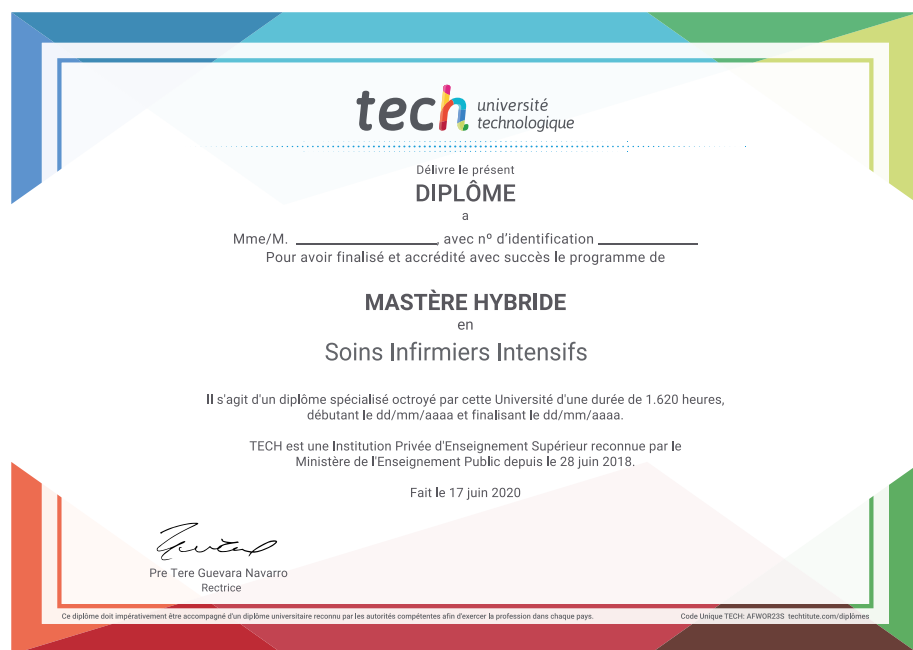 tech université
technologique
Délivre le présent
DIPLÔME
a
Mme/M. ________________, avec nº d'identification ____________
Pour avoir finalisé et accrédité avec succès le programme de
MASTÈRE HYBRIDE
en
Soins Infirmiers Intensifs
Il s'agit d'un diplôme spécialisé octroyé par cette Université d'une durée de 1.620 heures,
débutant le dd/mm/aaaa et finalisant le dd/mm/aaaa.
TECH est une Institution Privée d'Enseignement Supérieur reconnue par le
Ministère de l'Enseignement Public depuis le 28 juin 2018.
Fait le 17 juin 2020
Pre Tere Guevara Navarro
Rectrice
Ce diplôme doit impérativement être accompagné d'un diplôme universitaire reconnu par les autorités compétentes afin d'exercer la profession dans chaque pays.
Code Unique TECH: AFWOR23S techtitute.com/diplômes